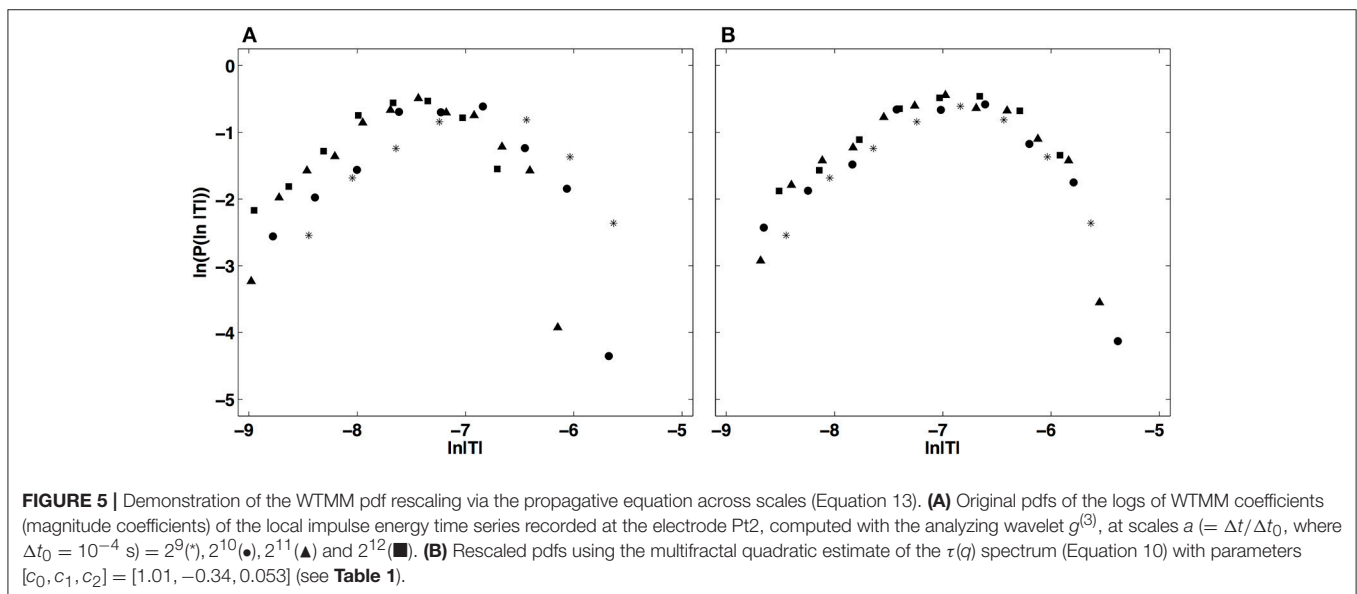 A
B
0
−1
−2
−3
−4
−5
ln(P(ln |T|))
−9 −8 −7 −6 −5
ln|T|
−9 −8 −7 −6 −5
ln|T|
FIGURE 5 | Demonstration of the WTMM pdf rescaling via the propagative equation across scales (Equation 13). (A) Original pdfs of the logs of WTMM coefficients
(magnitude coefficients) of the local impulse energy time series recorded at the electrode Pt2, computed with the analyzing wavelet g⁽³⁾, at scales a (= Δt/Δt₀, where
Δt₀ = 10⁻⁴ s) = 2⁹(*), 2¹⁰(●), 2¹¹(▲) and 2¹²(■). (B) Rescaled pdfs using the multifractal quadratic estimate of the τ(q) spectrum (Equation 10) with parameters
[c₀, c₁, c₂] = [1.01, −0.34, 0.053] (see Table 1).